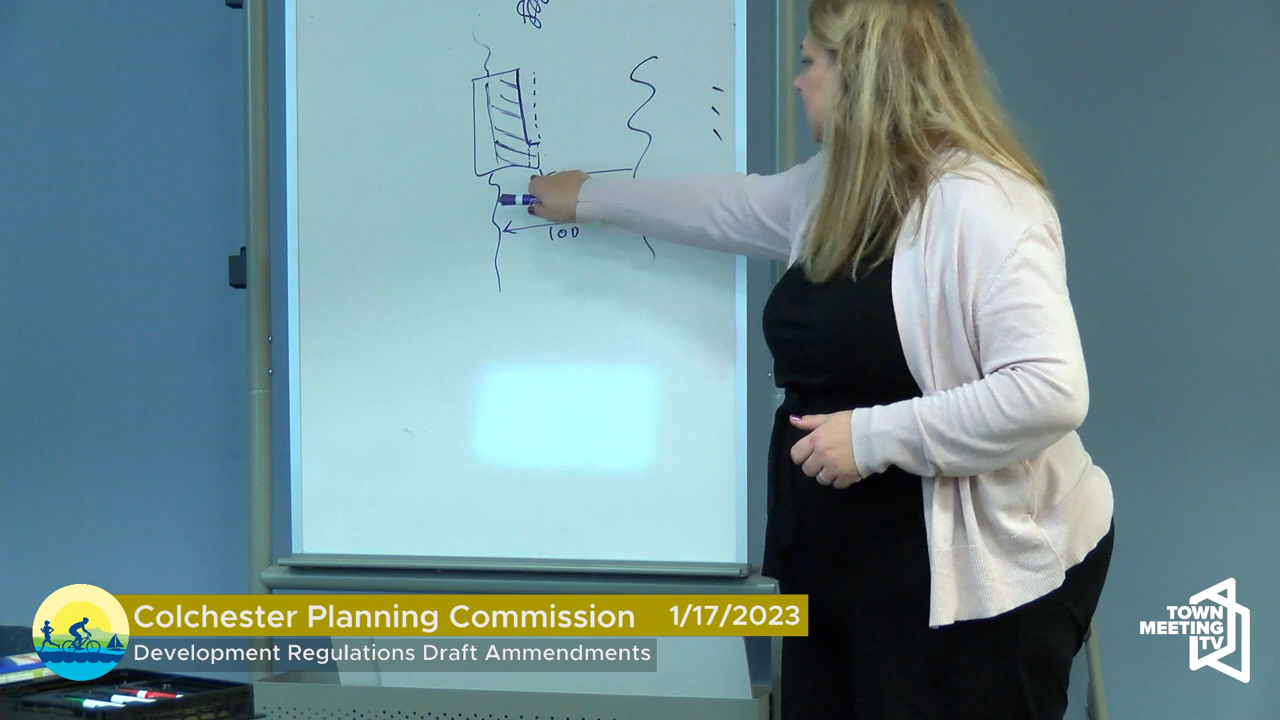 100
Colchester Planning Commission 1/17/2023
Development Regulations Draft Ammendments
TOWN
MEETING
TV